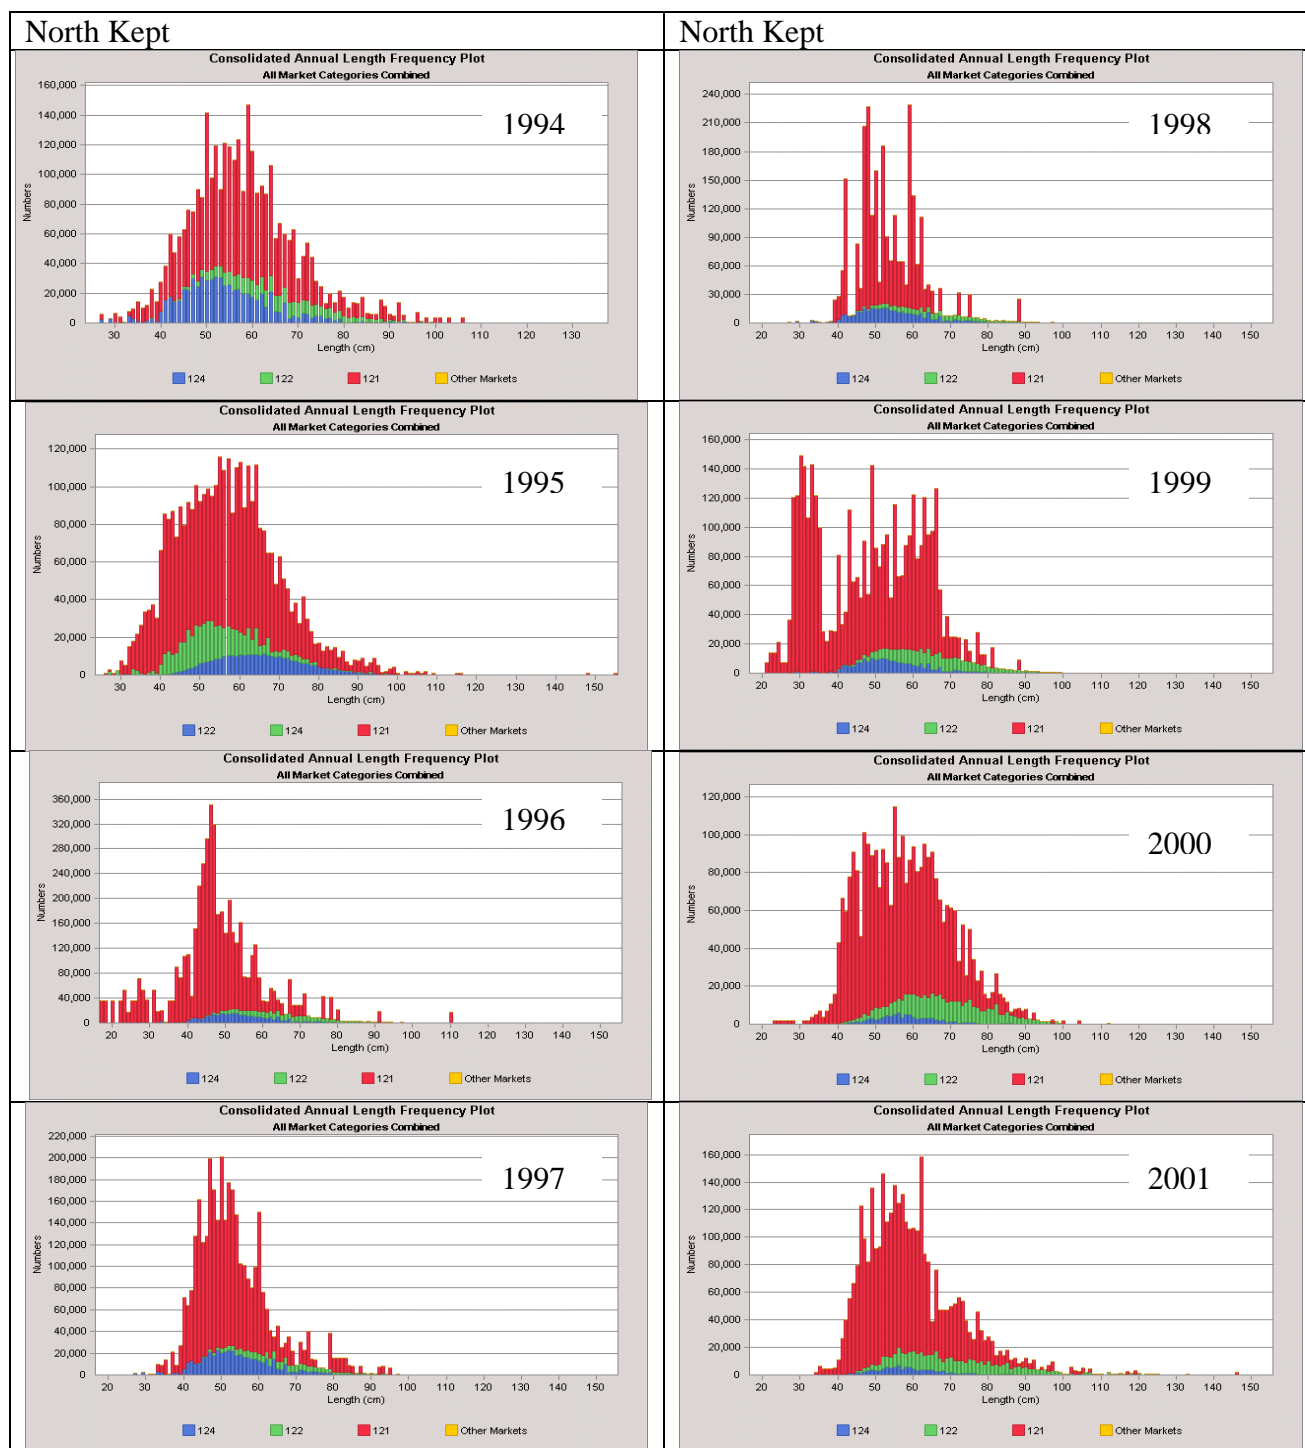 North Kept
North Kept
Consolidated Annual Length Frequency Plot
All Market Categories Combined
1994
Numbers
160,000
140,000
120,000
100,000
80,000
60,000
40,000
20,000
0
30 40 50 60 70 80 90 100 110 120 130
Length (cm)
124 122 121 Other Markets
Consolidated Annual Length Frequency Plot
All Market Categories Combined
1998
Numbers
240,000
210,000
180,000
150,000
120,000
90,000
60,000
30,000
0
20 30 40 50 60 70 80 90 100 110 120 130 140 150
Length (cm)
124 122 121 Other Markets
Consolidated Annual Length Frequency Plot
All Market Categories Combined
1995
Numbers
120,000
100,000
80,000
60,000
40,000
20,000
0
30 40 50 60 70 80 90 100 110 120 130 140 150
Length (cm)
122 124 121 Other Markets
Consolidated Annual Length Frequency Plot
All Market Categories Combined
1999
Numbers
160,000
140,000
120,000
100,000
80,000
60,000
40,000
20,000
0
20 30 40 50 60 70 80 90 100 110 120 130 140 150
Length (cm)
124 122 121 Other Markets
Consolidated Annual Length Frequency Plot
All Market Categories Combined
1996
Numbers
360,000
320,000
280,000
240,000
200,000
160,000
120,000
80,000
40,000
0
20 30 40 50 60 70 80 90 100 110 120 130 140 150
Length (cm)
124 122 121 Other Markets
Consolidated Annual Length Frequency Plot
All Market Categories Combined
2000
Numbers
120,000
100,000
80,000
60,000
40,000
20,000
0
20 30 40 50 60 70 80 90 100 110 120 130 140 150
Length (cm)
124 122 121 Other Markets
Consolidated Annual Length Frequency Plot
All Market Categories Combined
1997
Numbers
220,000
200,000
180,000
160,000
140,000
120,000
100,000
80,000
60,000
40,000
20,000
0
20 30 40 50 60 70 80 90 100 110 120 130 140 150
Length (cm)
124 122 121 Other Markets
Consolidated Annual Length Frequency Plot
All Market Categories Combined
2001
Numbers
160,000
140,000
120,000
100,000
80,000
60,000
40,000
20,000
0
20 30 40 50 60 70 80 90 100 110 120 130 140 150
Length (cm)
124 122 121 Other Markets